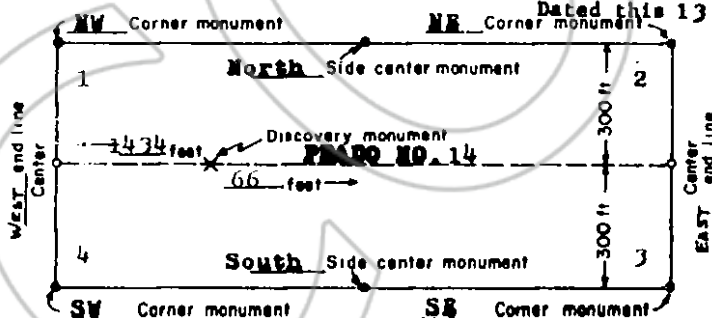 Dated this 13
NW Corner monument NE Corner monument
1 North Side center monument 2
300 ft
1434 feet Discovery monument
PRADO NO. 14
66 feet
WEST end line
Center
Center
EAST end line
300 ft
4 South Side center monument 3
SW Corner monument SE Corner monument